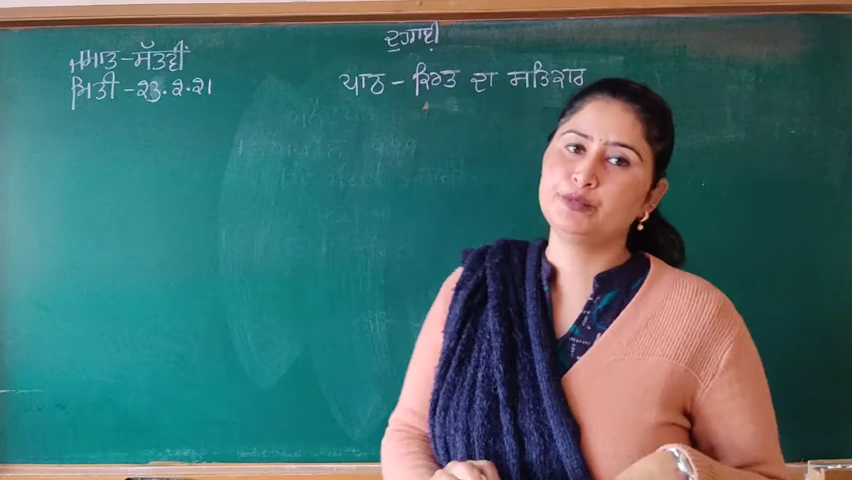 ਦੁਹਰਾਈ
ਜਮਾਤ-ਸੱਤਵੀਂ
ਮਿਤੀ-੨੩.੨.੨੧
ਪਾਠ - ਕਿਰਤ ਦਾ ਸਤਿਕਾਰ